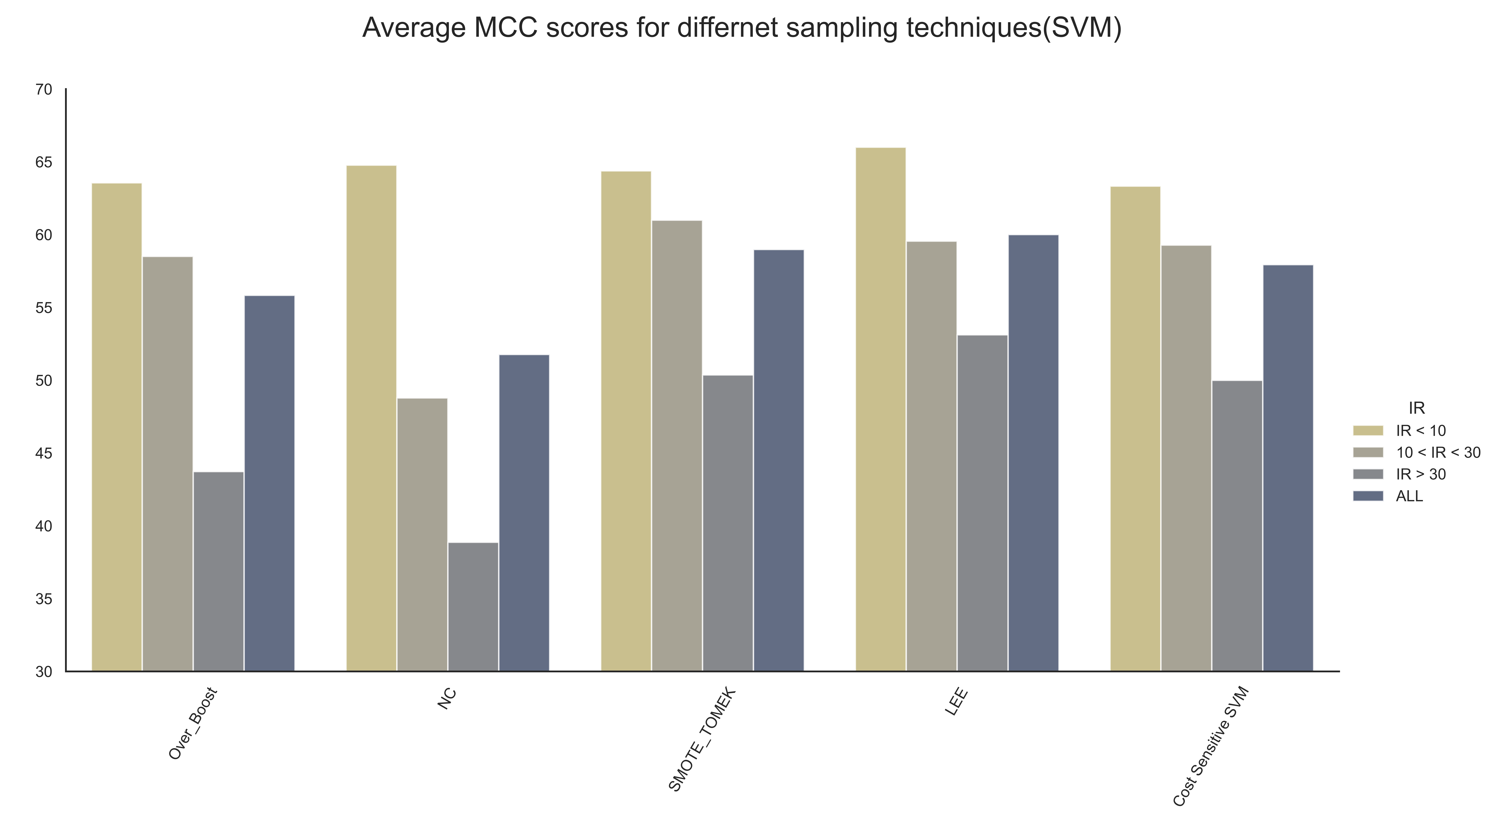 Average MCC scores for differnet sampling techniques(SVM)
70
65
60
55
50
45
40
35
30
Over_Boost
NC
SMOTE_TOMEK
LEE
Cost Sensitive SVM
IR
IR < 10
10 < IR < 30
IR > 30
ALL